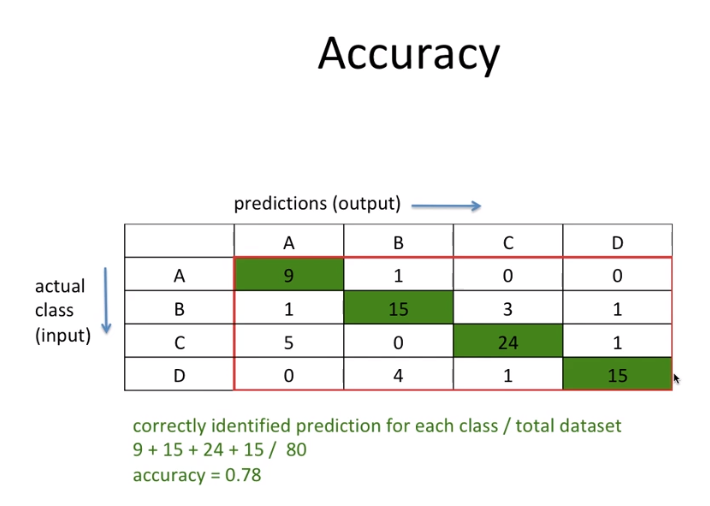 Accuracy
predictions (output)
A B C D
actual
class
(input)
A 9 1 0 0
B 1 15 3 1
C 5 0 24 1
D 0 4 1 15
correctly identified prediction for each class / total dataset
9 + 15 + 24 + 15 / 80
accuracy = 0.78